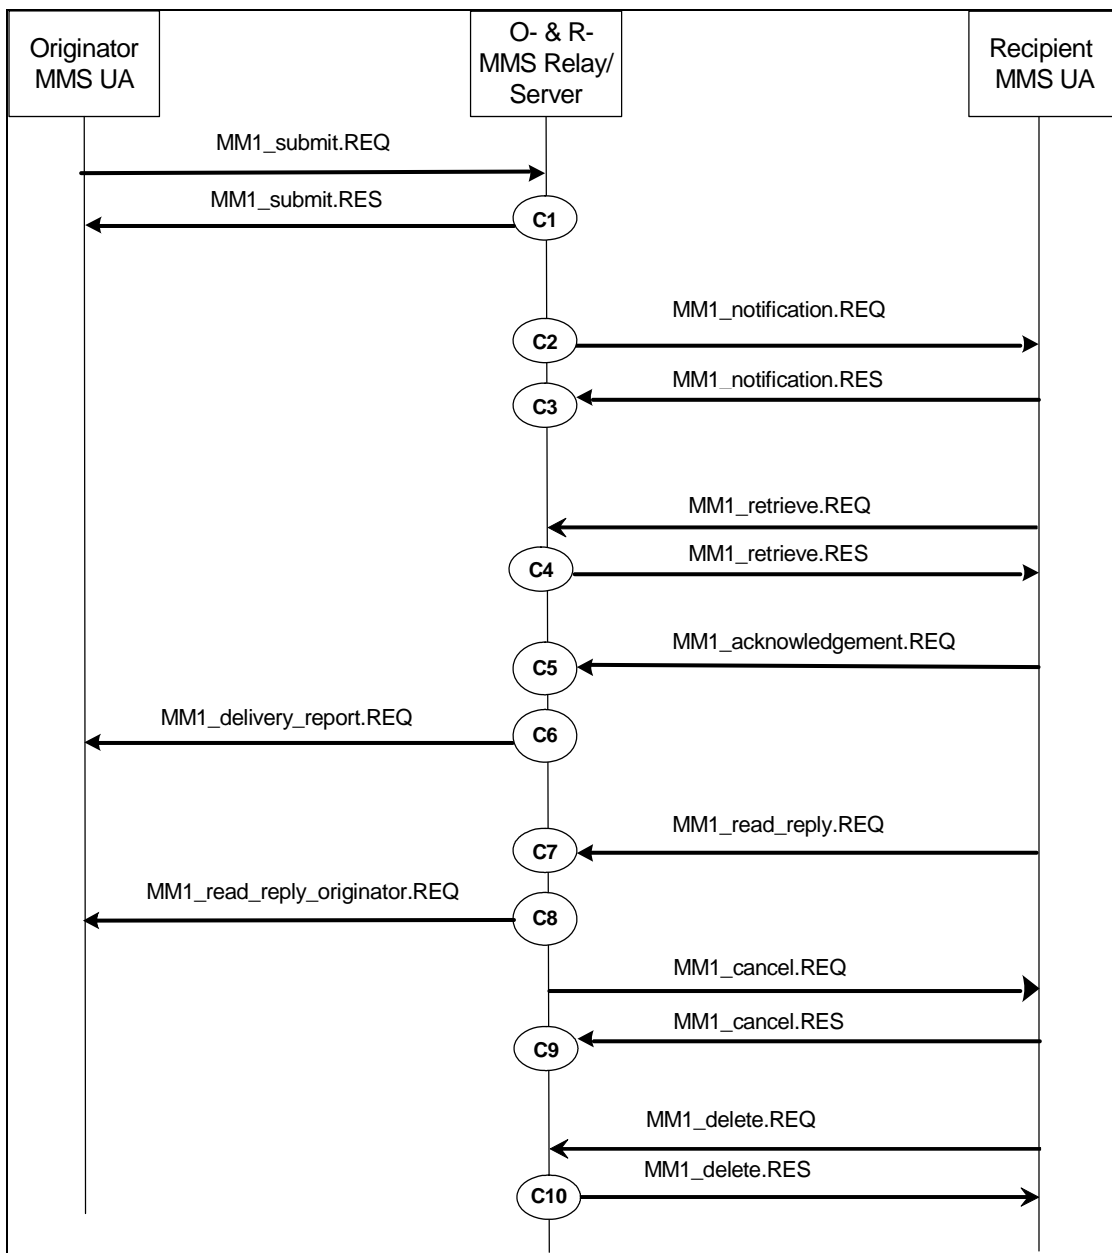 Originator
MMS UA
O- & R-
MMS Relay/
Server
Recipient
MMS UA
MM1_submit.REQ
MM1_submit.RES
C1
MM1_notification.REQ
C2
MM1_notification.RES
C3
MM1_retrieve.REQ
MM1_retrieve.RES
C4
MM1_acknowledgement.REQ
C5
MM1_delivery_report.REQ
C6
MM1_read_reply.REQ
C7
MM1_read_reply_originator.REQ
C8
MM1_cancel.REQ
MM1_cancel.RES
C9
MM1_delete.REQ
MM1_delete.RES
C10